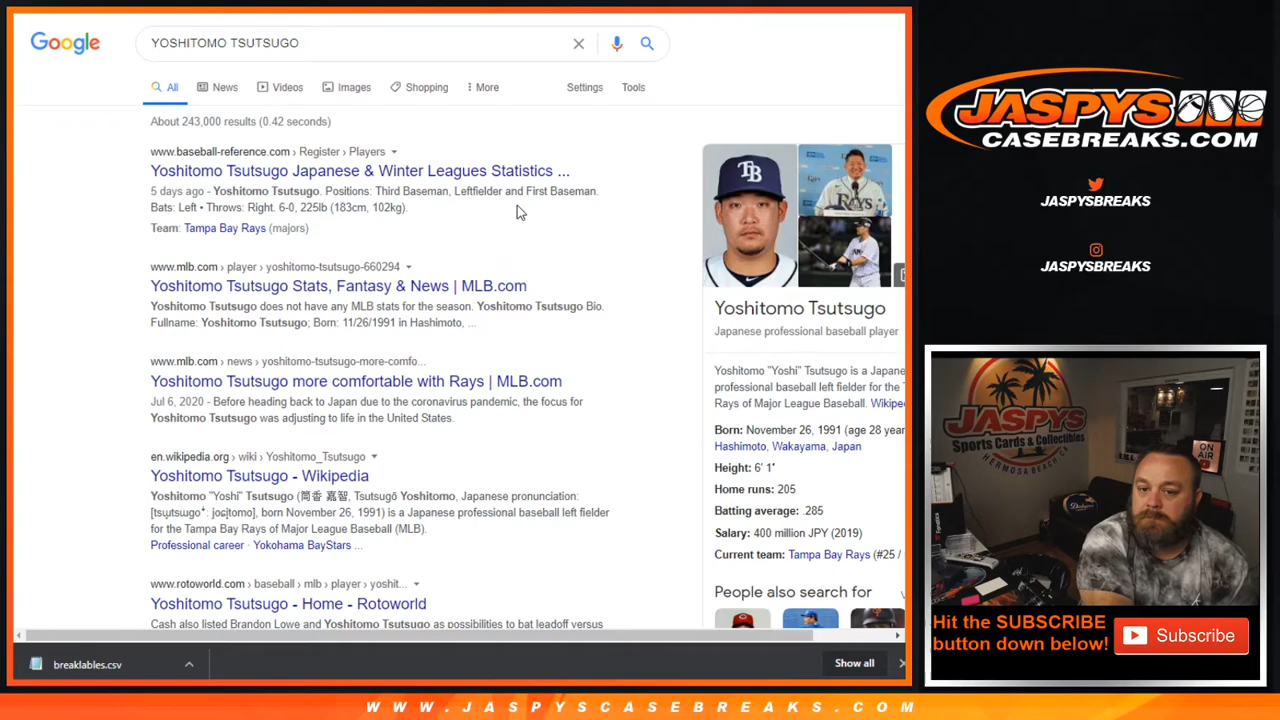 Google
YOSHITOMO TSUTSUGO
All
News
Videos
Images
Shopping
More
Settings
Tools
About 243,000 results (0.42 seconds)
www.baseball-reference.com › Register › Players
Yoshitomo Tsutsugo Japanese & Winter Leagues Statistics ...
5 days ago - Yoshitomo Tsutsugo. Positions: Third Baseman, Leftfielder and First Baseman.
Bats: Left • Throws: Right. 6-0, 225lb (183cm, 102kg).
Team: Tampa Bay Rays (majors)
www.mlb.com › player › yoshitomo-tsutsugo-660294
Yoshitomo Tsutsugo Stats, Fantasy & News | MLB.com
Yoshitomo Tsutsugo does not have any MLB stats for the season. Yoshitomo Tsutsugo Bio.
Fullname: Yoshitomo Tsutsugo; Born: 11/26/1991 in Hashimoto, ...
www.mlb.com › news › yoshitomo-tsutsugo-more-comfo...
Yoshitomo Tsutsugo more comfortable with Rays | MLB.com
Jul 6, 2020 - Before heading back to Japan due to the coronavirus pandemic, the focus for
Yoshitomo Tsutsugo was adjusting to life in the United States.
en.wikipedia.org › wiki › Yoshitomo_Tsutsugo
Yoshitomo Tsutsugo - Wikipedia
Yoshitomo "Yoshi" Tsutsugo (筒香 嘉智, Tsutsugō Yoshitomo, Japanese pronunciation:
born November 26, 1991) is a Japanese professional baseball left fielder
for the Tampa Bay Rays of Major League Baseball (MLB).
Professional career · Yokohama BayStars ...
www.rotoworld.com › baseball › mlb › player › yoshit...
Yoshitomo Tsutsugo - Home - Rotoworld
Cash also listed Brandon Lowe and Yoshitomo Tsutsugo as possibilities to bat leadoff versus
TB
Rays
Yoshitomo Tsutsugo
Japanese professional baseball player
Yoshitomo "Yoshi" Tsutsugo is a Japane
professional baseball left fielder for the
Rays of Major League Baseball. Wikipe
Born: November 26, 1991 (age 28 year
Hashimoto, Wakayama, Japan
Height: 6′ 1″
Home runs: 205
Batting average: .285
Salary: 400 million JPY (2019)
Current team: Tampa Bay Rays (#25 /
People also search for
breaklables.csv
Show all
JASPYS
CASEBREAKS.COM
JASPYSBREAKS
JASPYSBREAKS
JASPYS
Sports Cards & Collectibles
HERMOSA BEACH, CA
ON AIR
Dodgers
Hit the SUBSCRIBE
button down below!
Subscribe
WWW.JASPYSCASEBREAKS.COM